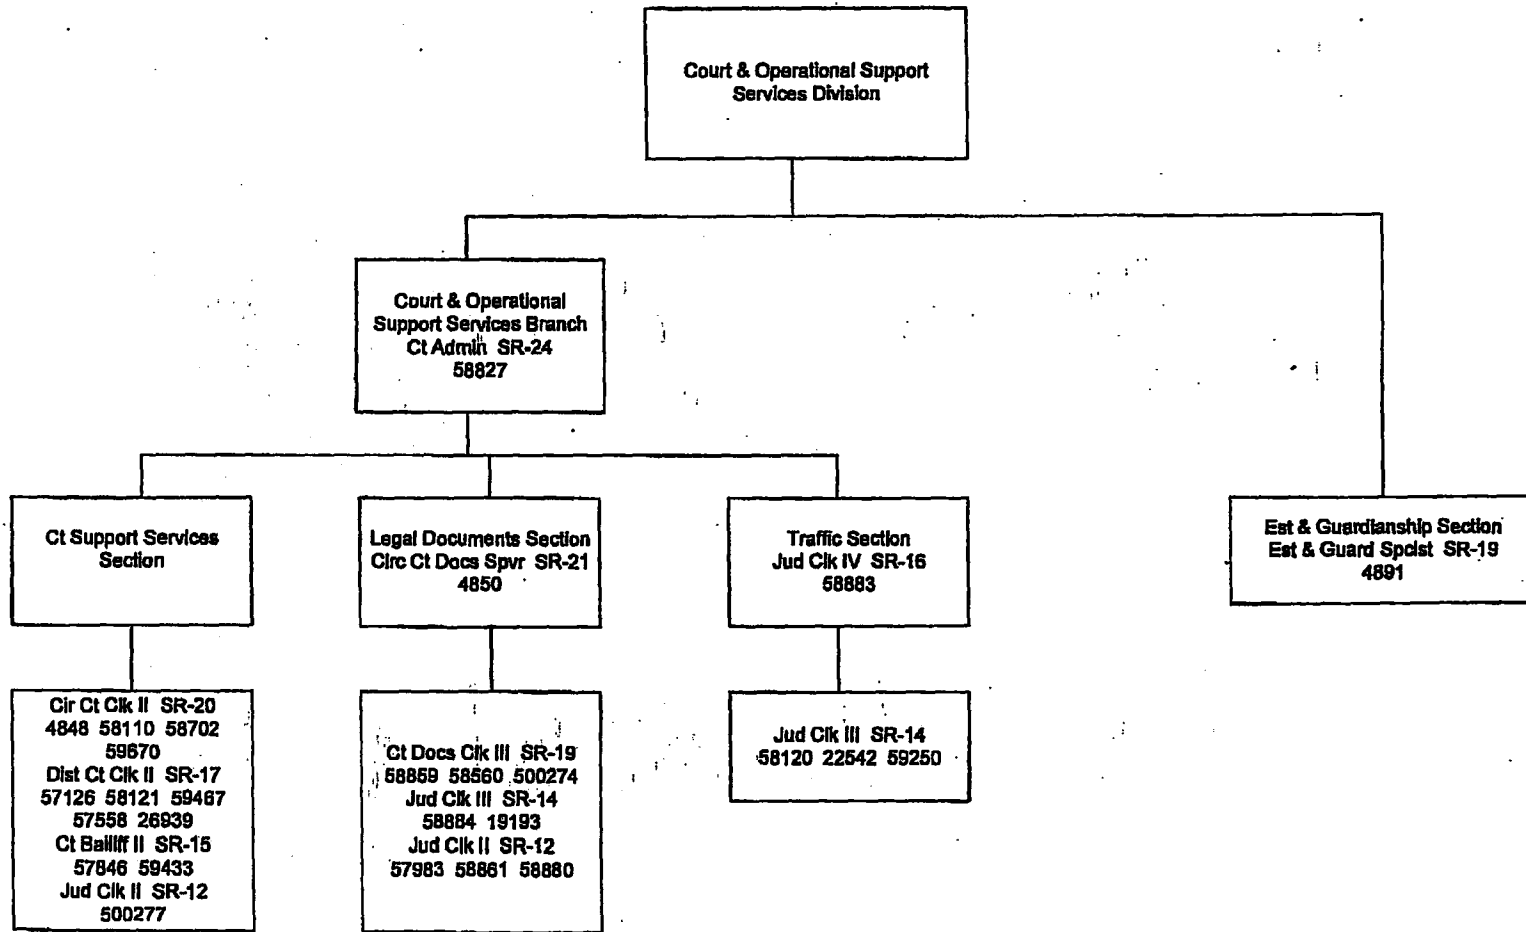 Court & Operational Support
Services Division
Court & Operational
Support Services Branch
Ct Admin SR-24
58827
Ct Support Services
Section
Legal Documents Section
Circ Ct Docs Spvr SR-21
4850
Traffic Section
Jud Clk IV SR-16
58883
Est & Guardianship Section
Est & Guard Spclst SR-19
4891
Cir Ct Clk II SR-20
4848 58110 58702
59670
Dist Ct Clk II SR-17
57126 58121 59467
57558 26939
Ct Bailiff II SR-15
57846 59433
Jud Clk II SR-12
500277
Ct Docs Clk III SR-19
58859 58560 500274
Jud Clk III SR-14
58884 19193
Jud Clk II SR-12
57983 58861 58880
Jud Clk III SR-14
58120 22542 59250